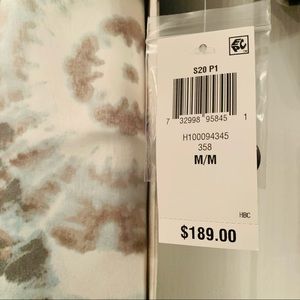 S20 P1
7 32998 95845 1
H100094345
358
M/M
HBC
$189.00